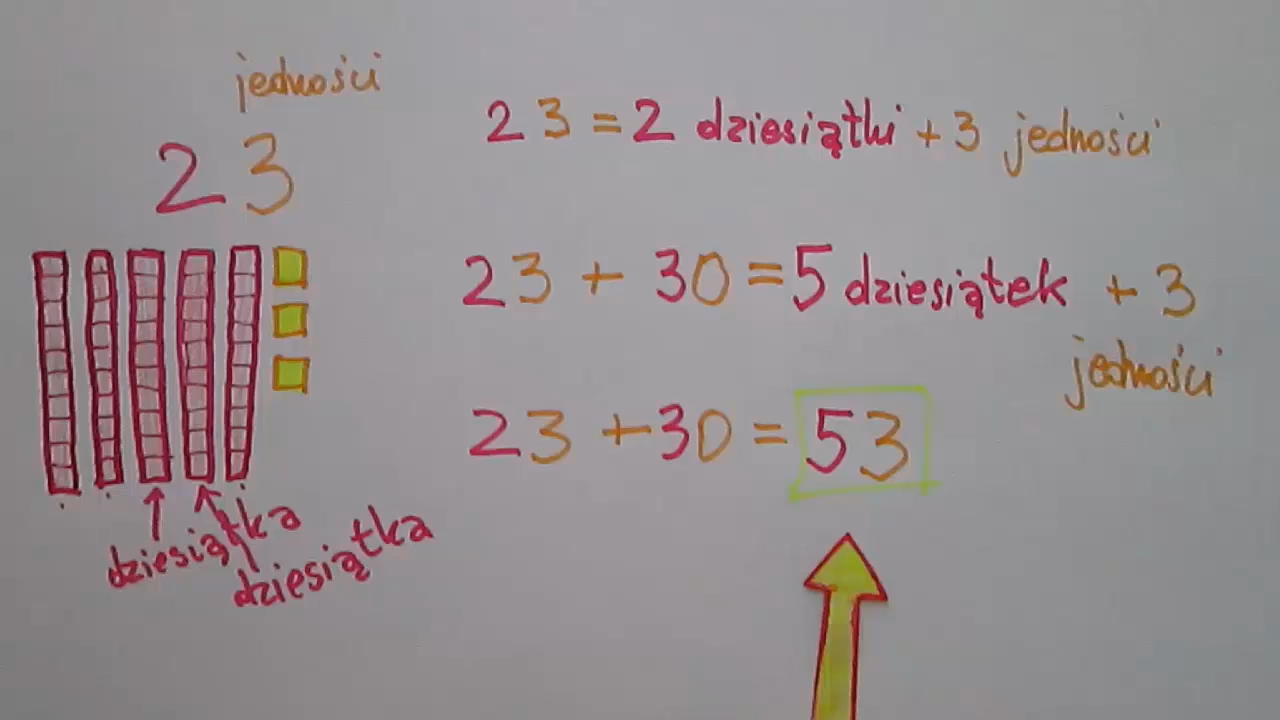 jedności
23
dziesiątka
dziesiątka
23 = 2 dziesiątki + 3 jedności
23 + 30 = 5 dziesiątek + 3
jedności
23 + 30 = 53